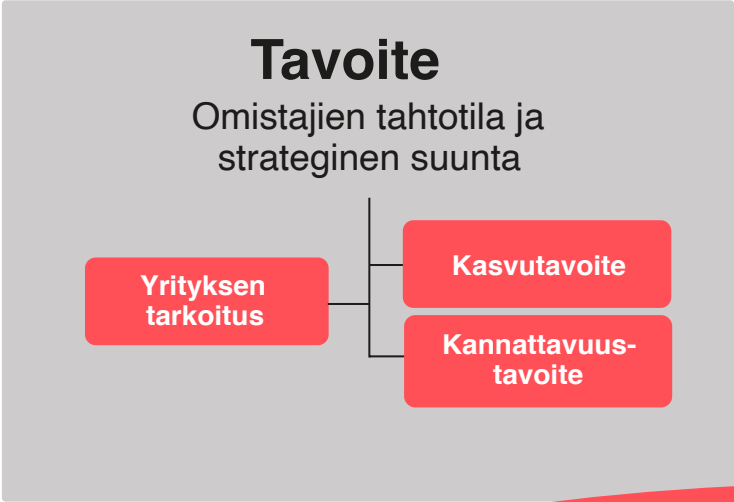 Tavoite
Omistajien tahtotila ja
strateginen suunta
Yrityksen
tarkoitus
Kasvutavoite
Kannattavuus-
tavoite